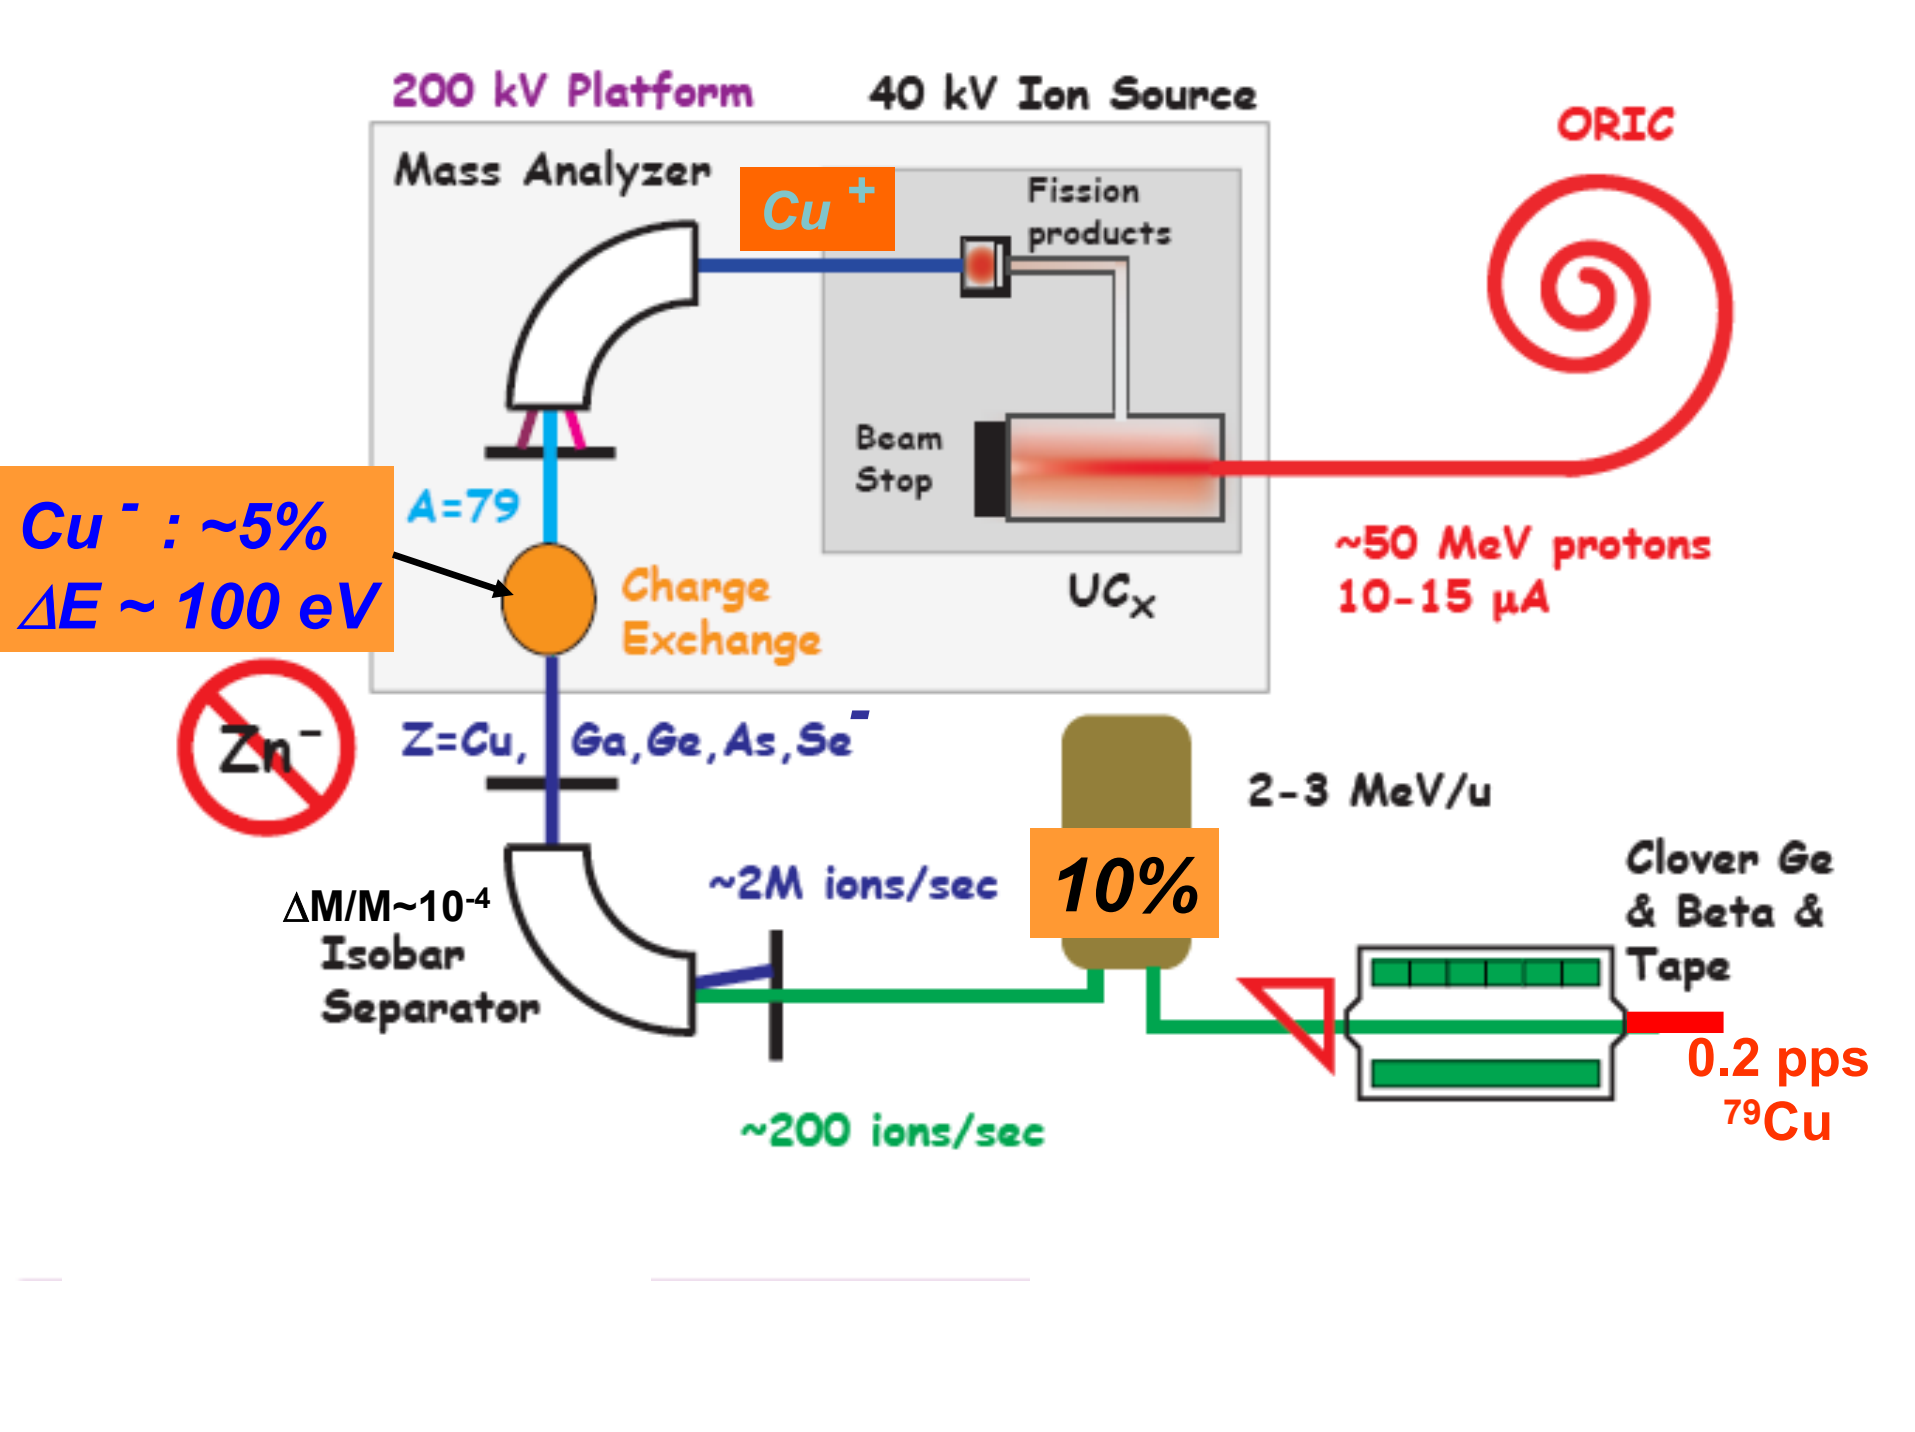 200 kV Platform
40 kV Ion Source
ORIC
Mass Analyzer
Cu +
Fission
products
Beam
Stop
A=79
Cu - : ~5%
ΔE ~ 100 eV
Charge
Exchange
UCx
~50 MeV protons
10-15 µA
Zn-
Z=Cu, Ga,Ge,As,Se-
2-3 MeV/u
10%
~2M ions/sec
ΔM/M~10-4
Isobar
Separator
Clover Ge
& Beta &
Tape
0.2 pps
79Cu
~200 ions/sec